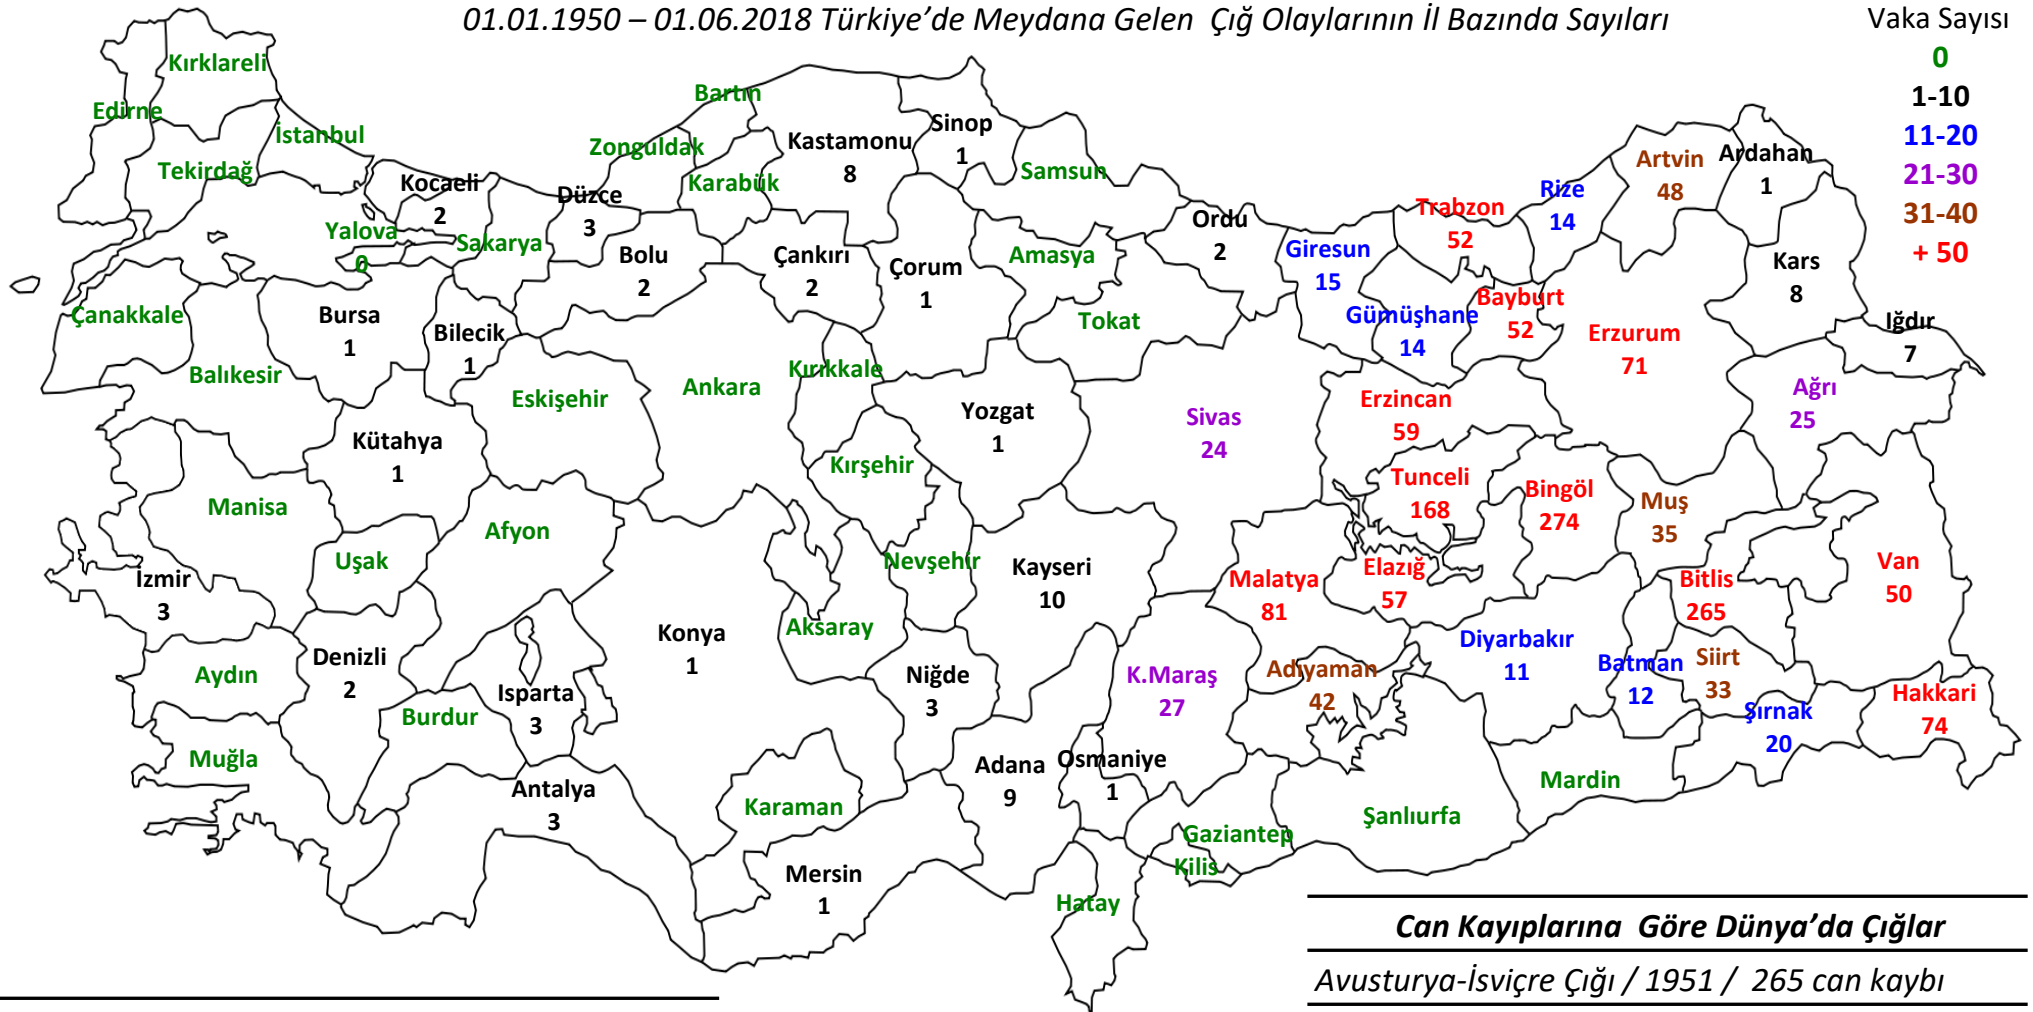 01.01.1950 – 01.06.2018 Türkiye’de Meydana Gelen Çığ Olaylarının İl Bazında Sayıları
Vaka Sayısı
0
1-10
11-20
21-30
31-40
+ 50
Kırklareli
Edirne
İstanbul
Tekirdağ
Kocaeli
2
Yalova
0
Sakarya
Düzce
3
Zonguldak
Bartın
Karabük
Kastamonu
8
Sinop
1
Samsun
Bolu
2
Çankırı
2
Çorum
1
Amasya
Ordu
2
Giresun
15
Trabzon
52
Rize
14
Artvin
48
Ardahan
1
Kars
8
Iğdır
7
Çanakkale
Balıkesir
Bursa
1
Bilecik
1
Eskişehir
Ankara
Kırıkkale
Tokat
Gümüşhane
14
Bayburt
52
Erzurum
71
Ağrı
25
Kütahya
1
Kırşehir
Yozgat
1
Sivas
24
Erzincan
59
Tunceli
168
Bingöl
274
Muş
35
Manisa
Uşak
Afyon
Nevşehir
Kayseri
10
Malatya
81
Elazığ
57
Bitlis
265
Van
50
İzmir
3
Aydın
Denizli
2
Isparta
3
Burdur
Konya
1
Aksaray
Niğde
3
K.Maraş
27
Adıyaman
42
Diyarbakır
11
Batman
12
Siirt
33
Şırnak
20
Hakkari
74
Muğla
Antalya
3
Karaman
Mersin
1
Adana
9
Osmaniye
1
Gaziantep
Kilis
Hatay
Şanlıurfa
Mardin
Can Kayıplarına Göre Dünya’da Çığlar
Avusturya-İsviçre Çığı / 1951 / 265 can kaybı